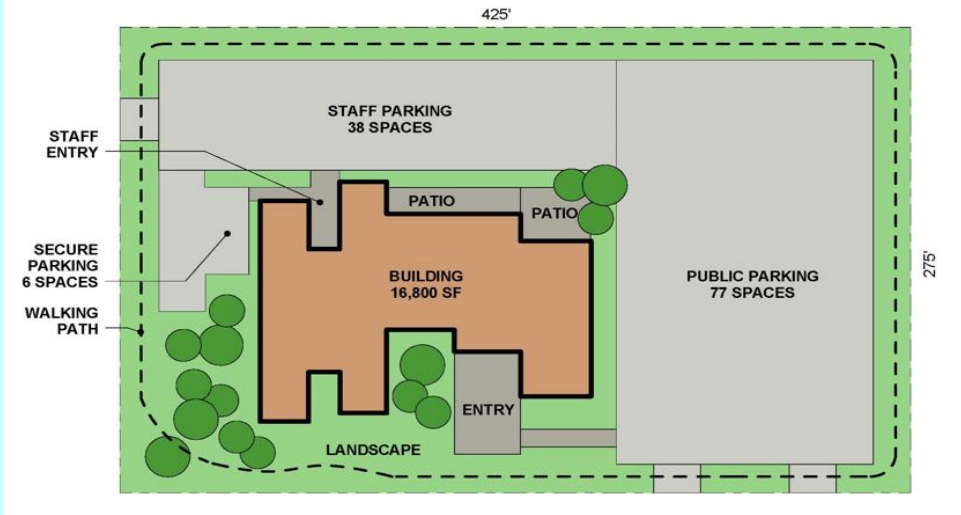 425'
STAFF PARKING
38 SPACES
STAFF
ENTRY
PATIO
PATIO
SECURE
PARKING
6 SPACES
BUILDING
16,800 SF
PUBLIC PARKING
77 SPACES
275'
WALKING
PATH
ENTRY
LANDSCAPE